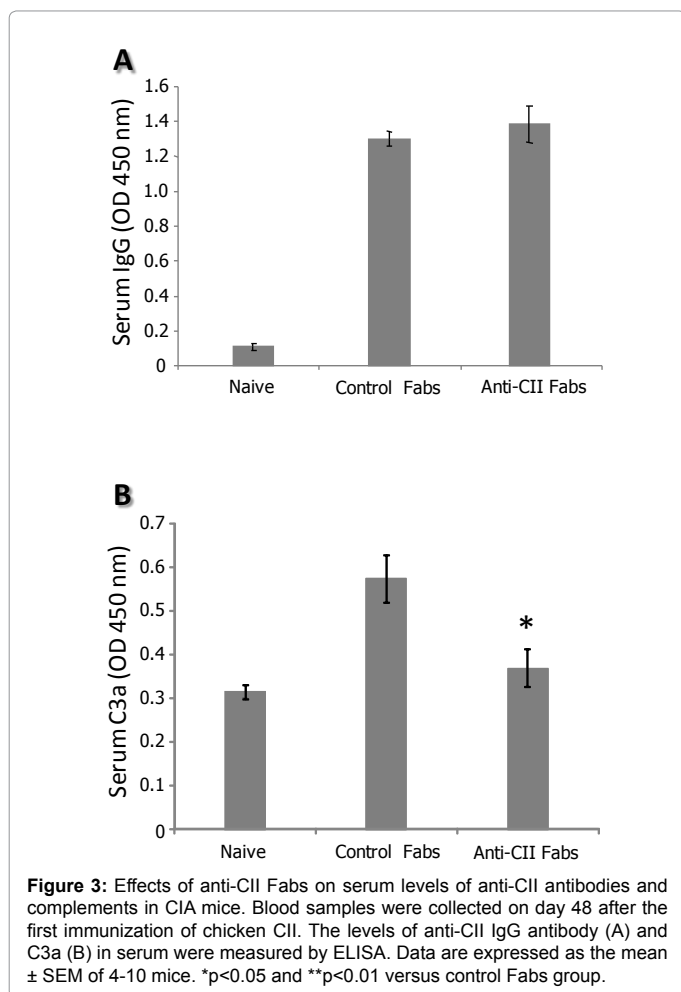 A
Serum IgG (OD 450 nm)
1.6
1.4
1.2
1.0
0.8
0.6
0.4
0.2
0
Naive Control Fabs Anti-CII Fabs
B
Serum C3a (OD 450 nm)
0.7
0.6
0.5
0.4
0.3
0.2
0.1
0
*
Naive Control Fabs Anti-CII Fabs
Figure 3: Effects of anti-CII Fabs on serum levels of anti-CII antibodies and
complements in CIA mice. Blood samples were collected on day 48 after the
first immunization of chicken CII. The levels of anti-CII IgG antibody (A) and
C3a (B) in serum were measured by ELISA. Data are expressed as the mean
± SEM of 4-10 mice. *p<0.05 and **p<0.01 versus control Fabs group.